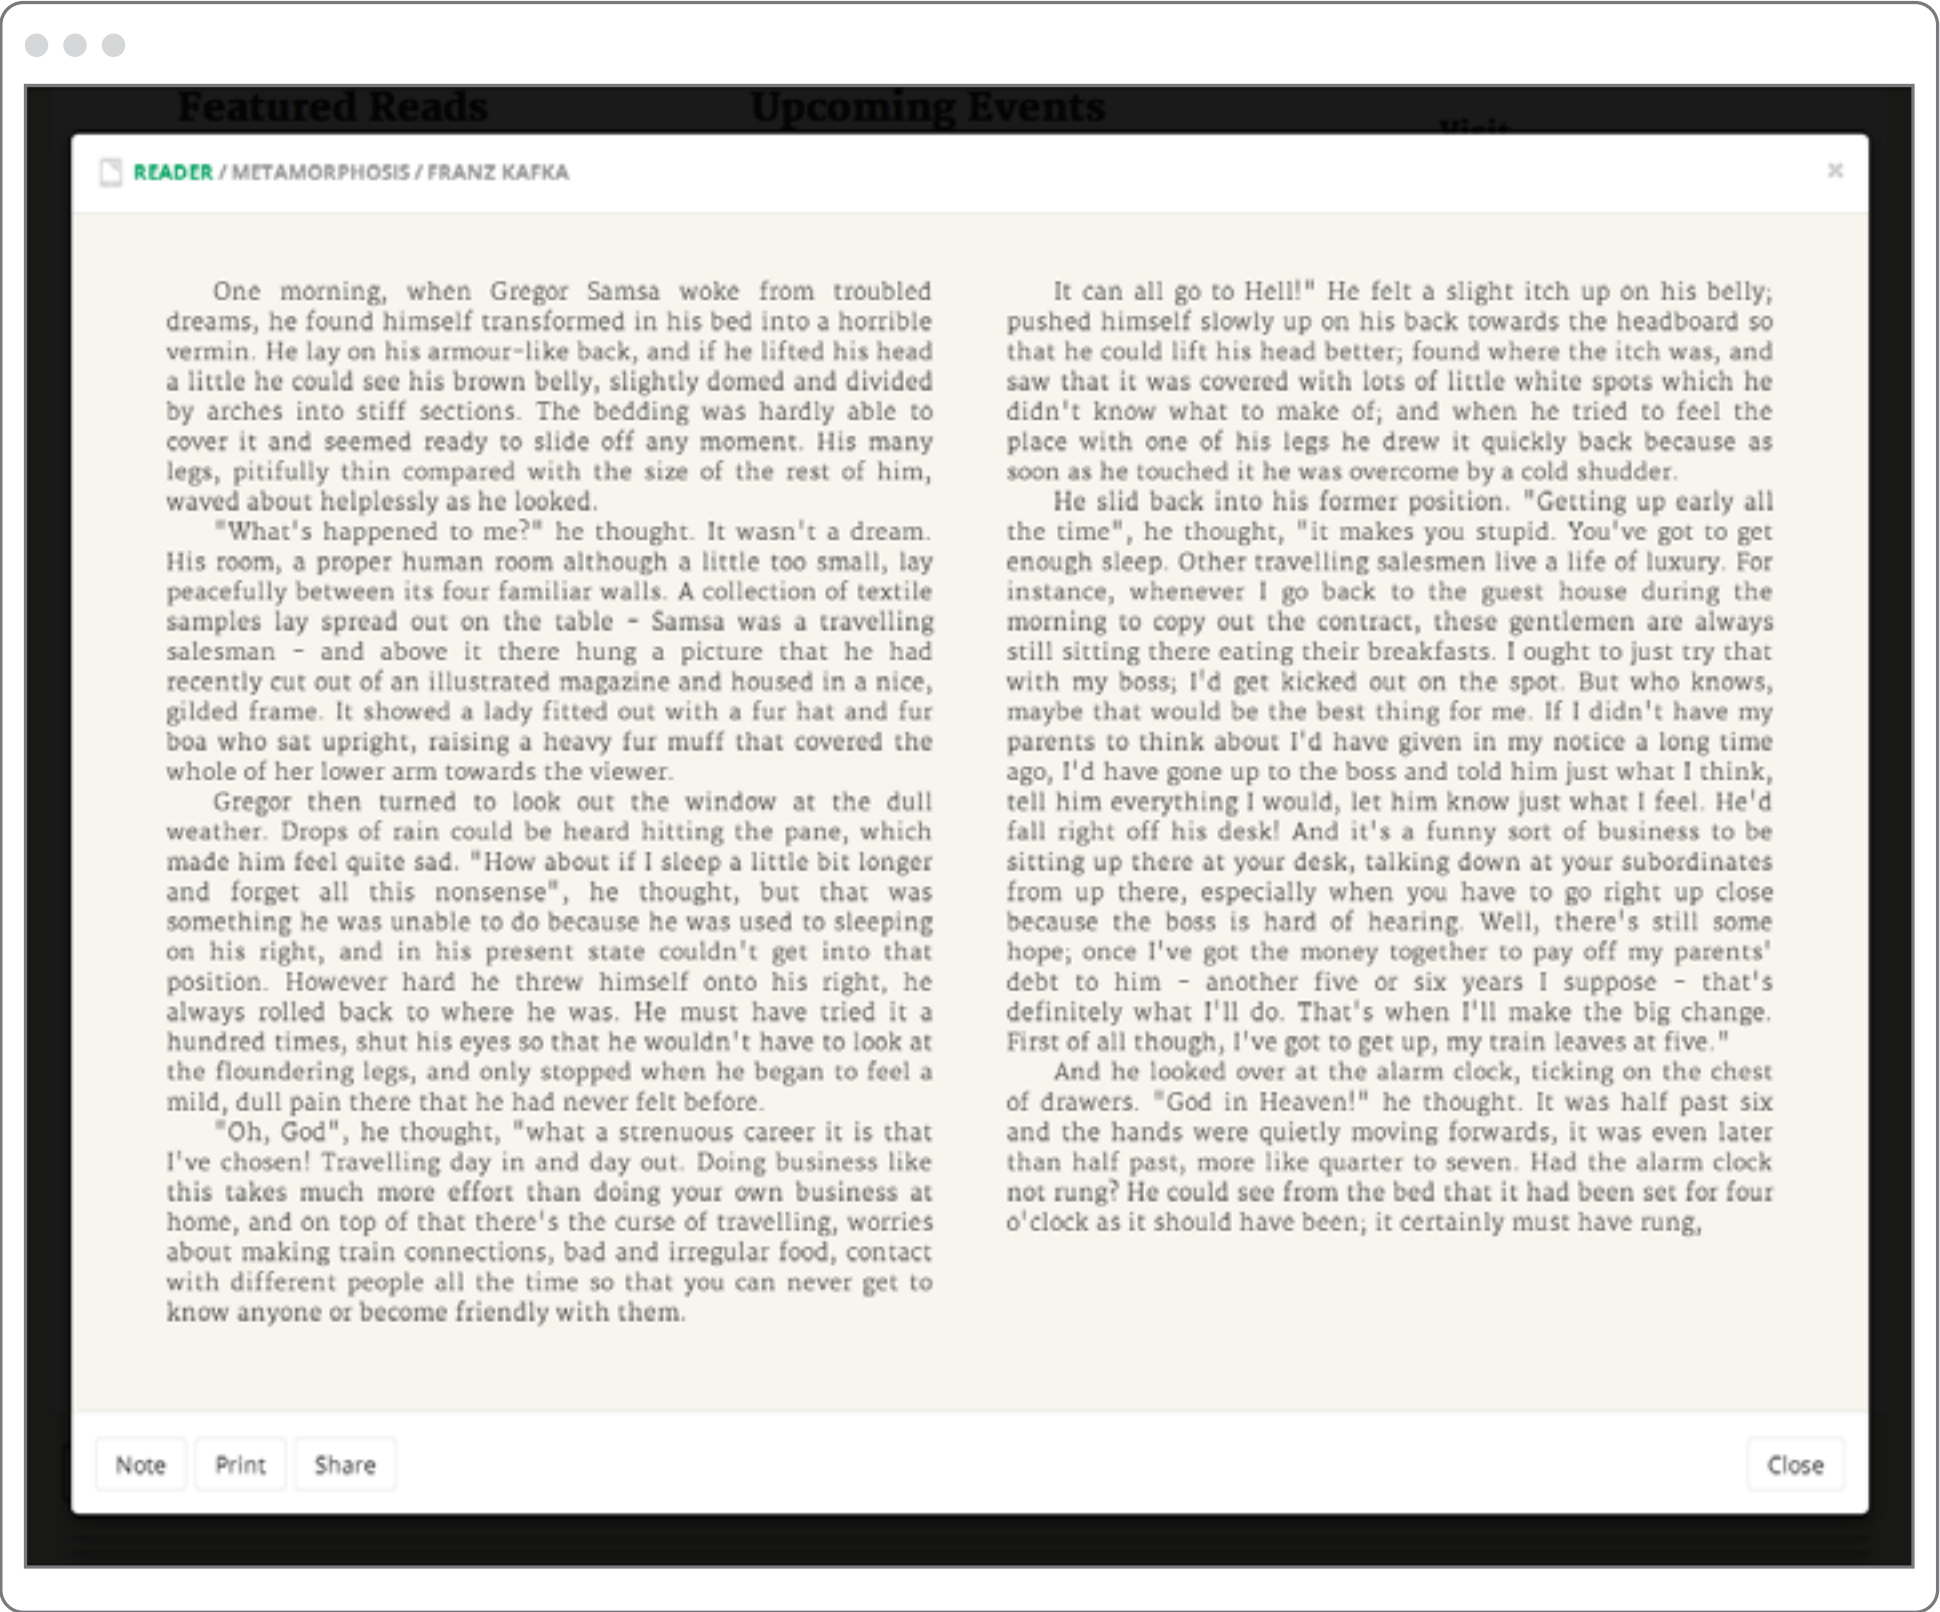 Featured Reads
Upcoming Events
Visit
READER / METAMORPHOSIS / FRANZ KAFKA
One morning, when Gregor Samsa woke from troubled
dreams, he found himself transformed in his bed into a horrible
vermin. He lay on his armour-like back, and if he lifted his head
a little he could see his brown belly, slightly domed and divided
by arches into stiff sections. The bedding was hardly able to
cover it and seemed ready to slide off any moment. His many
legs, pitifully thin compared with the size of the rest of him,
waved about helplessly as he looked.
"What's happened to me?" he thought. It wasn't a dream.
His room, a proper human room although a little too small, lay
peacefully between its four familiar walls. A collection of textile
samples lay spread out on the table - Samsa was a travelling
salesman - and above it there hung a picture that he had
recently cut out of an illustrated magazine and housed in a nice,
gilded frame. It showed a lady fitted out with a fur hat and fur
boa who sat upright, raising a heavy fur muff that covered the
whole of her lower arm towards the viewer.
Gregor then turned to look out the window at the dull
weather. Drops of rain could be heard hitting the pane, which
made him feel quite sad. "How about if I sleep a little bit longer
and forget all this nonsense", he thought, but that was
something he was unable to do because he was used to sleeping
on his right, and in his present state couldn't get into that
position. However hard he threw himself onto his right, he
always rolled back to where he was. He must have tried it a
hundred times, shut his eyes so that he wouldn't have to look at
the floundering legs, and only stopped when he began to feel a
mild, dull pain there that he had never felt before.
"Oh, God", he thought, "what a strenuous career it is that
I've chosen! Travelling day in and day out. Doing business like
this takes much more effort than doing your own business at
home, and on top of that there's the curse of travelling, worries
about making train connections, bad and irregular food, contact
with different people all the time so that you can never get to
know anyone or become friendly with them.
It can all go to Hell!" He felt a slight itch up on his belly;
pushed himself slowly up on his back towards the headboard so
that he could lift his head better; found where the itch was, and
saw that it was covered with lots of little white spots which he
didn't know what to make of; and when he tried to feel the
place with one of his legs he drew it quickly back because as
soon as he touched it he was overcome by a cold shudder.
He slid back into his former position. "Getting up early all
the time", he thought, "it makes you stupid. You've got to get
enough sleep. Other travelling salesmen live a life of luxury. For
instance, whenever I go back to the guest house during the
morning to copy out the contract, these gentlemen are always
still sitting there eating their breakfasts. I ought to just try that
with my boss; I'd get kicked out on the spot. But who knows,
maybe that would be the best thing for me. If I didn't have my
parents to think about I'd have given in my notice a long time
ago, I'd have gone up to the boss and told him just what I think,
tell him everything I would, let him know just what I feel. He'd
fall right off his desk! And it's a funny sort of business to be
sitting up there at your desk, talking down at your subordinates
from up there, especially when you have to go right up close
because the boss is hard of hearing. Well, there's still some
hope; once I've got the money together to pay off my parents'
debt to him - another five or six years I suppose - that's
definitely what I'll do. That's when I'll make the big change.
First of all though, I've got to get up, my train leaves at five."
And he looked over at the alarm clock, ticking on the chest
of drawers. "God in Heaven!" he thought. It was half past six
and the hands were quietly moving forwards, it was even later
than half past, more like quarter to seven. Had the alarm clock
not rung? He could see from the bed that it had been set for four
o'clock as it should have been; it certainly must have rung,
Note
Print
Share
Close